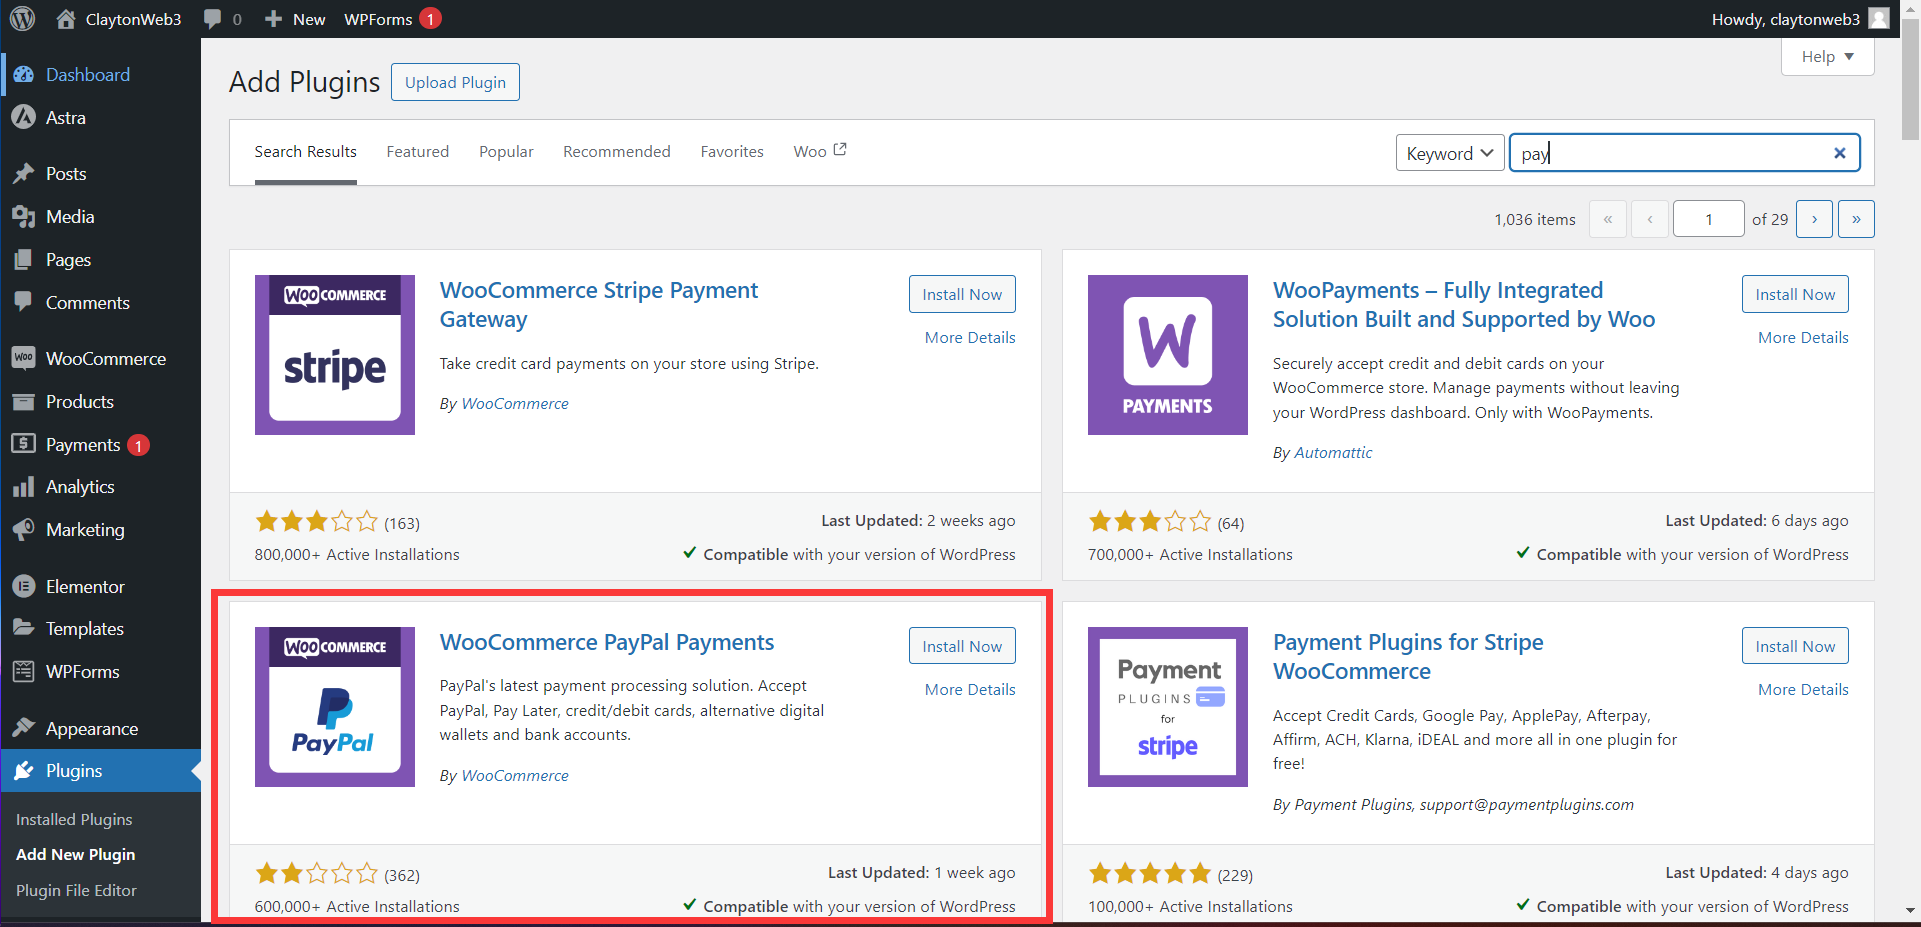 ClaytonWeb3
0
New
WPForms 1
Howdy, claytonweb3
Dashboard
Astra
Posts
Media
Pages
Comments
WooCommerce
Products
Payments 1
Analytics
Marketing
Elementor
Templates
WPForms
Appearance
Plugins
Installed Plugins
Add New Plugin
Plugin File Editor
Help
Add Plugins
Upload Plugin
Search Results
Featured
Popular
Recommended
Favorites
Woo
Keyword
pay
1,036 items
«
‹
1
of 29
›
»
WOO COMMERCE
stripe
WooCommerce Stripe Payment
Gateway
Install Now
More Details
Take credit card payments on your store using Stripe.
By WooCommerce
(163)
Last Updated: 2 weeks ago
800,000+ Active Installations
Compatible with your version of WordPress
W
PAYMENTS
WooPayments – Fully Integrated
Solution Built and Supported by Woo
Install Now
More Details
Securely accept credit and debit cards on your
WooCommerce store. Manage payments without leaving
your WordPress dashboard. Only with WooPayments.
By Automattic
(64)
Last Updated: 6 days ago
700,000+ Active Installations
Compatible with your version of WordPress
WOO COMMERCE
PayPal
WooCommerce PayPal Payments
Install Now
More Details
PayPal's latest payment processing solution. Accept
PayPal, Pay Later, credit/debit cards, alternative digital
wallets and bank accounts.
By WooCommerce
(362)
Last Updated: 1 week ago
600,000+ Active Installations
Compatible with your version of WordPress
Payment
PLUGINS
for
stripe
Payment Plugins for Stripe
WooCommerce
Install Now
More Details
Accept Credit Cards, Google Pay, ApplePay, Afterpay,
Affirm, ACH, Klarna, iDEAL and more all in one plugin for
free!
By Payment Plugins, support@paymentplugins.com
(229)
Last Updated: 4 days ago
100,000+ Active Installations
Compatible with your version of WordPress